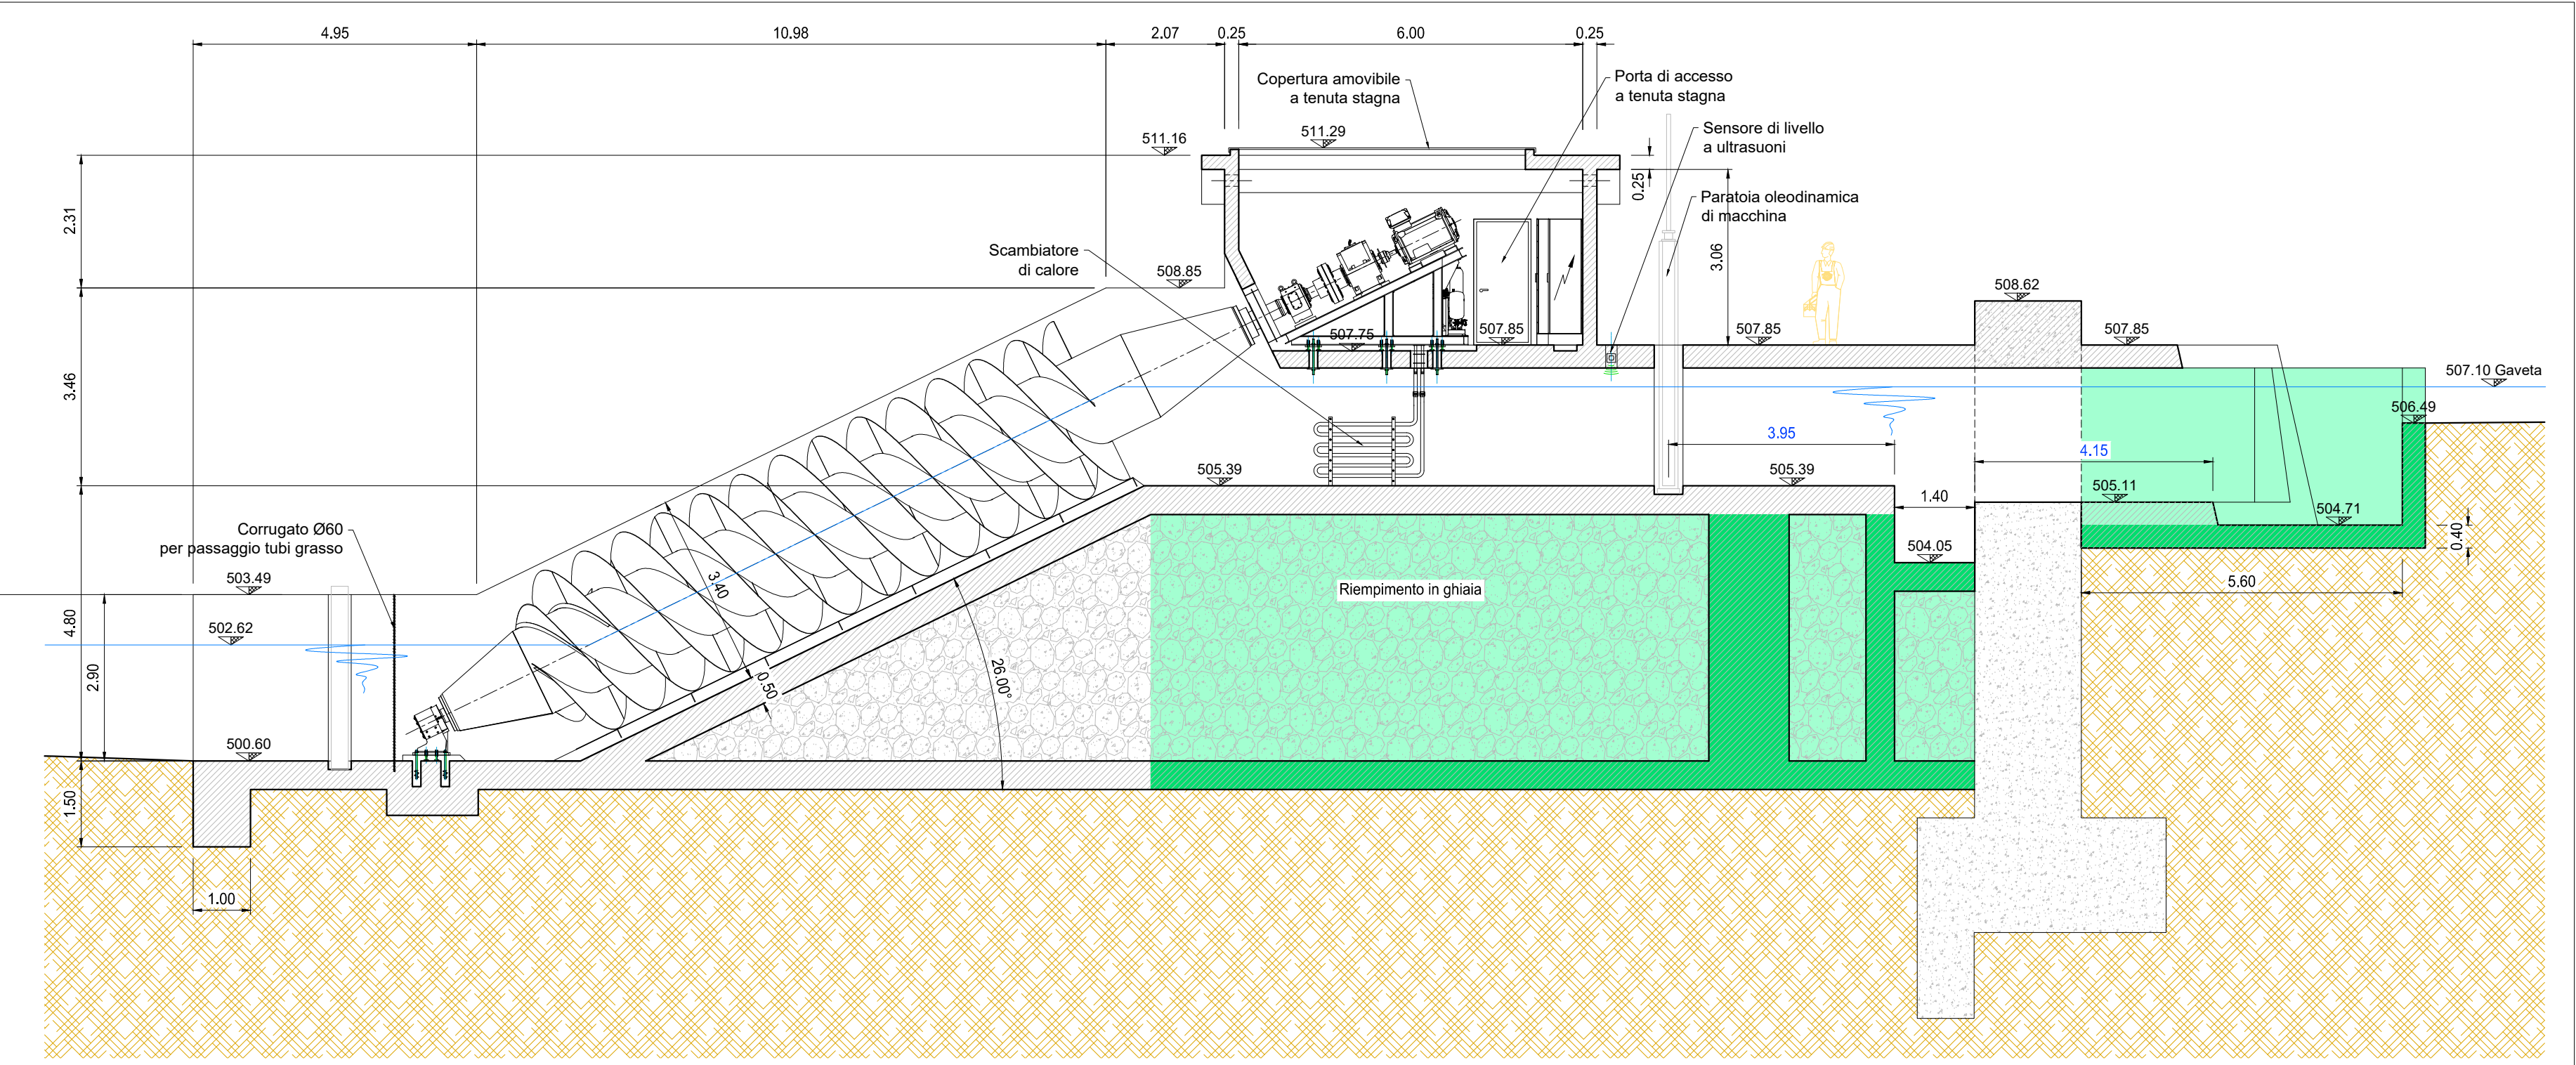 4.95
10.98
2.07
0.25
6.00
0.25
Copertura amovibile
a tenuta stagna
Porta di accesso
a tenuta stagna
Sensore di livello
a ultrasuoni
511.16
511.29
0.25
Paratoia oleodinamica
di macchina
2.31
3.06
Scambiatore
di calore
508.85
508.62
507.75
507.85
507.85
507.85
507.10 Gaveta
3.46
506.49
3.95
4.15
505.39
505.39
505.11
1.40
504.71
0.40
Corrugato Ø60
per passaggio tubi grasso
504.05
503.49
3.40
Riempimento in ghiaia
5.60
4.80
502.62
2.90
0.50
26.00°
500.60
1.50
1.00